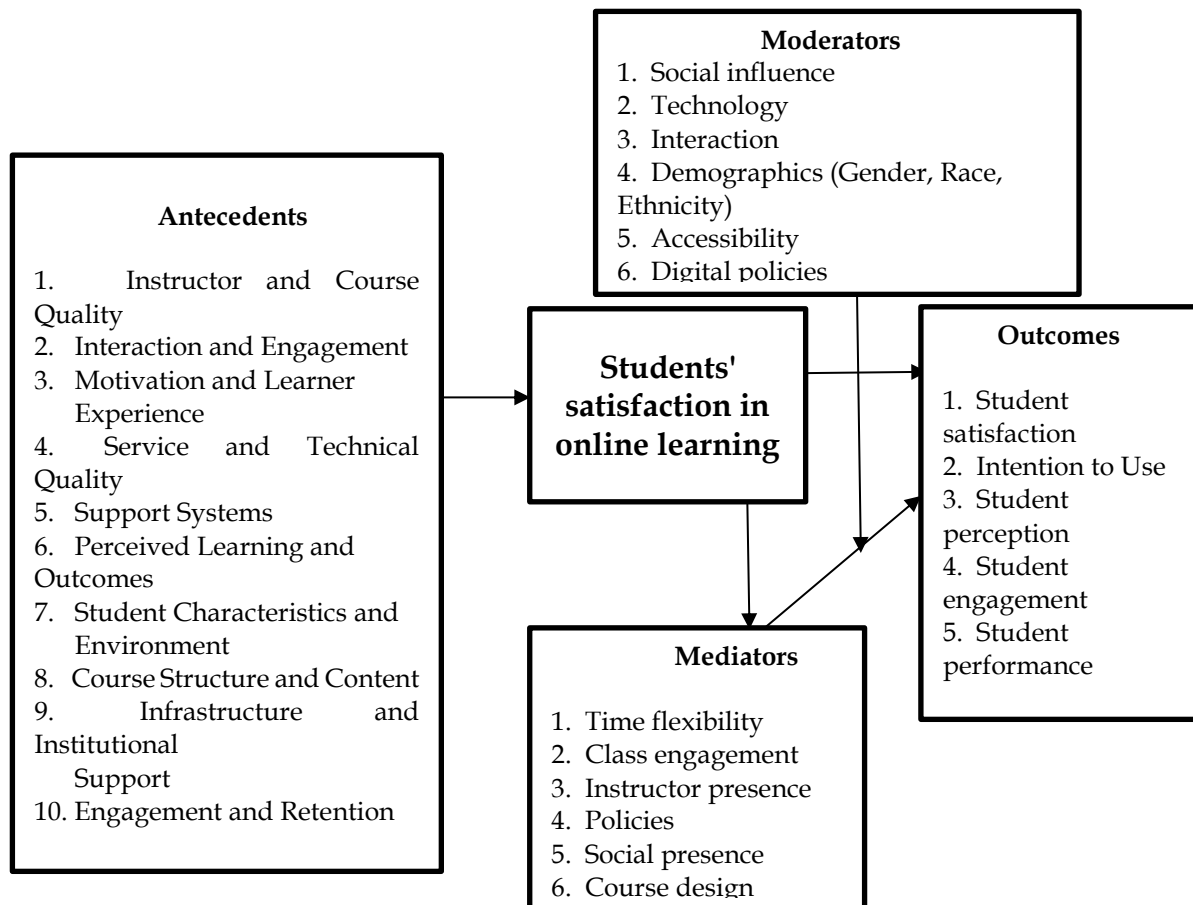 Moderators
1. Social influence
2. Technology
3. Interaction
4. Demographics (Gender, Race,
Ethnicity)
5. Accessibility
6. Digital policies
Antecedents
1. Instructor and Course
Quality
2. Interaction and Engagement
3. Motivation and Learner
Experience
4. Service and Technical
Quality
5. Support Systems
6. Perceived Learning and
Outcomes
7. Student Characteristics and
Environment
8. Course Structure and Content
9. Infrastructure and
Institutional
Support
10. Engagement and Retention
Students'
satisfaction in
online learning
Outcomes
1. Student
satisfaction
2. Intention to Use
3. Student
perception
4. Student
engagement
5. Student
performance
Mediators
1. Time flexibility
2. Class engagement
3. Instructor presence
4. Policies
5. Social presence
6. Course design